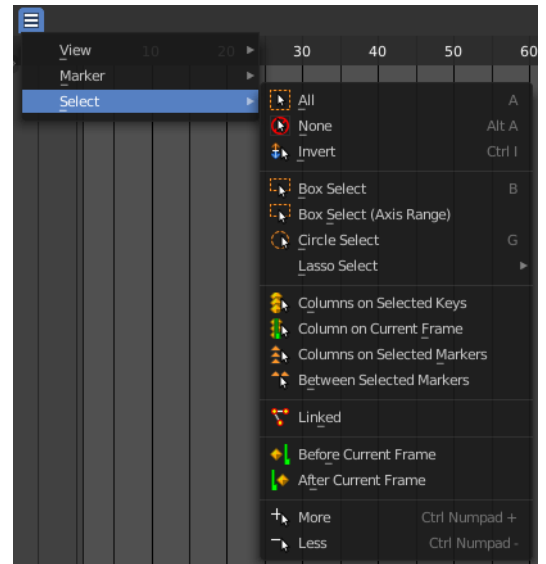 View 10 20 30 40 50 60
Marker
Select
All A
None Alt A
Invert Ctrl I
Box Select B
Box Select (Axis Range)
Circle Select G
Lasso Select
Columns on Selected Keys
Column on Current Frame
Columns on Selected Markers
Between Selected Markers
Linked
Before Current Frame
After Current Frame
More Ctrl Numpad +
Less Ctrl Numpad -